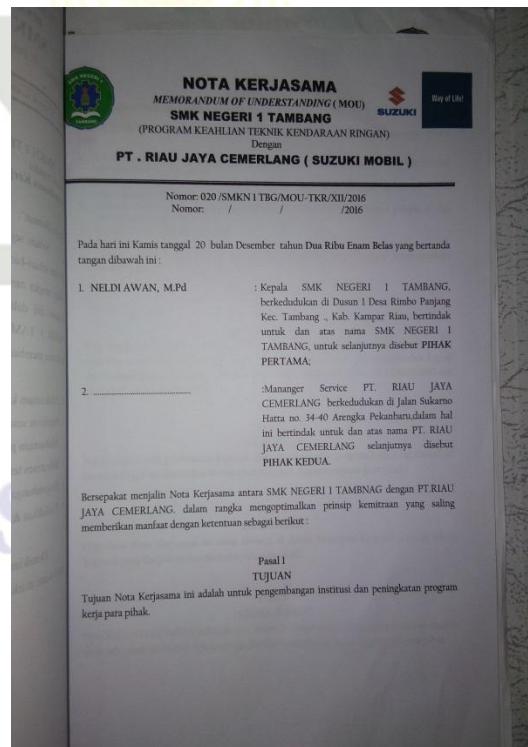 SMK NEGERI 1
TAMBANG
NOTA KERJASAMA
MEMORANDUM OF UNDERSTANDING ( MOU)
SMK NEGERI 1 TAMBANG
(PROGRAM KEAHLIAN TEKNIK KENDARAAN RINGAN)
Dengan
PT . RIAU JAYA CEMERLANG ( SUZUKI MOBIL )
SUZUKI
Way of Life!
Nomor: 020 /SMKN 1 TBG/MOU-TKR/XII/2016
Nomor: / / /2016
Pada hari ini Kamis tanggal 20 bulan Desember tahun Dua Ribu Enam Belas yang bertanda
tangan dibawah ini :
1. NELDI AWAN, M.Pd
: Kepala SMK NEGERI 1 TAMBANG,
berkedudukan di Dusun 1 Desa Rimbo Panjang
Kec. Tambang ., Kab. Kampar Riau, bertindak
untuk dan atas nama SMK NEGERI 1
TAMBANG, untuk selanjutnya disebut PIHAK
PERTAMA;
2. ........................................
:Mananger Service PT. RIAU JAYA
CEMERLANG berkedudukan di Jalan Sukarno
Hatta no. 34-40 Arengka Pekanbaru,dalam hal
ini bertindak untuk dan atas nama PT. RIAU
JAYA CEMERLANG selanjutnya disebut
PIHAK KEDUA.
Bersepakat menjalin Nota Kerjasama antara SMK NEGERI 1 TAMBNAG dengan PT.RIAU
JAYA CEMERLANG. dalam rangka mengoptimalkan prinsip kemitraan yang saling
memberikan manfaat dengan ketentuan sebagai berikut :
Pasal 1
TUJUAN
Tujuan Nota Kerjasama ini adalah untuk pengembangan institusi dan peningkatan program
kerja para pihak.